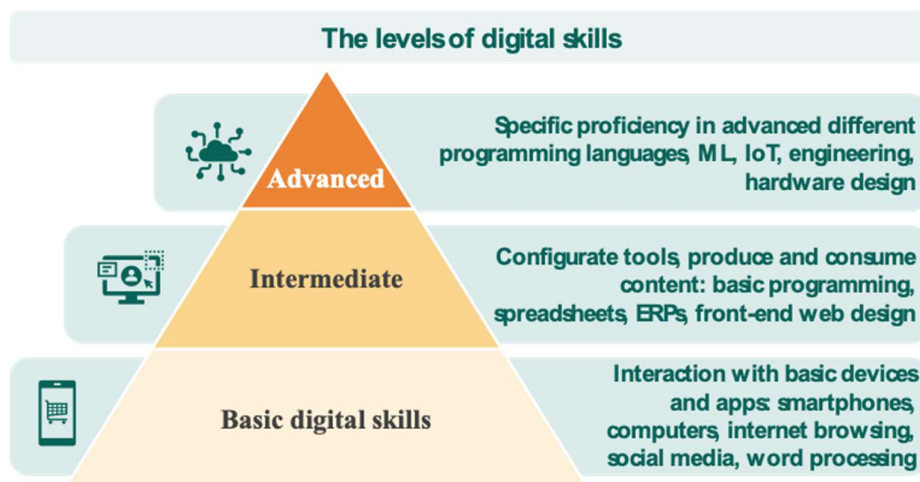 The levels of digital skills
Advanced
Specific proficiency in advanced different
programming languages, ML, IoT, engineering,
hardware design
Intermediate
Configurate tools, produce and consume
content: basic programming,
spreadsheets, ERPs, front-end web design
Basic digital skills
Interaction with basic devices
and apps: smartphones,
computers, internet browsing,
social media, word processing